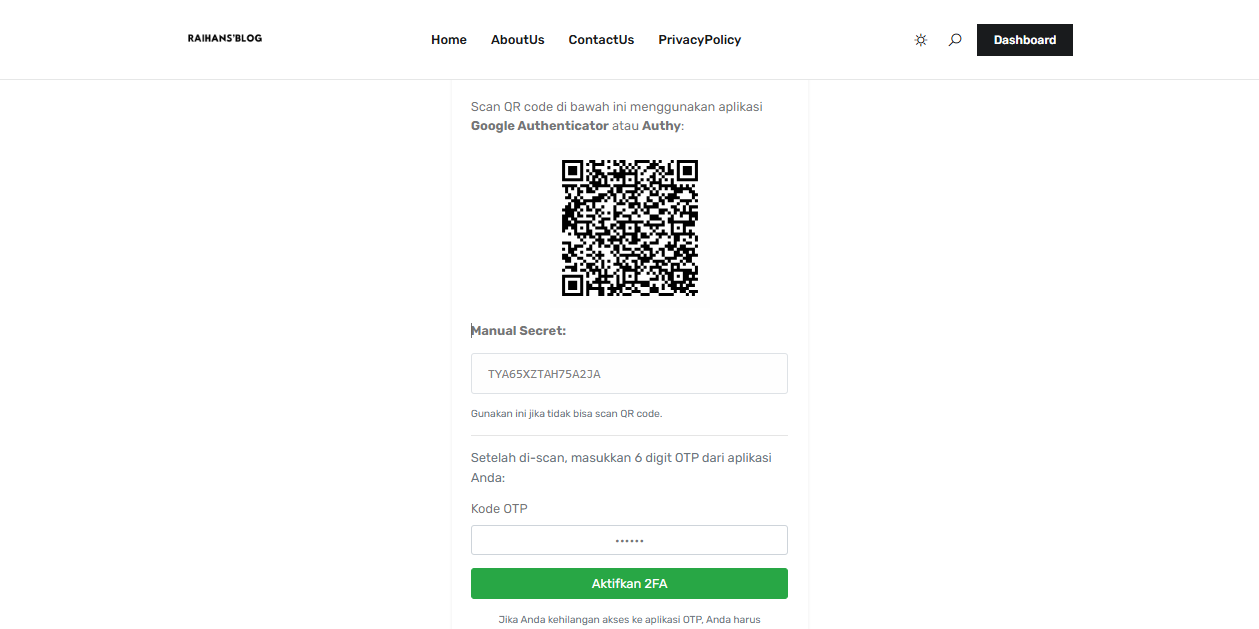 RAIHANS'BLOG
Home AboutUs ContactUs PrivacyPolicy
Dashboard
Scan QR code di bawah ini menggunakan aplikasi
Google Authenticator atau Authy:
Manual Secret:
TYA65XZTAH75A2JA
Gunakan ini jika tidak bisa scan QR code.
Setelah di-scan, masukkan 6 digit OTP dari aplikasi
Anda:
Kode OTP
••••••
Aktifkan 2FA
Jika Anda kehilangan akses ke aplikasi OTP, Anda harus